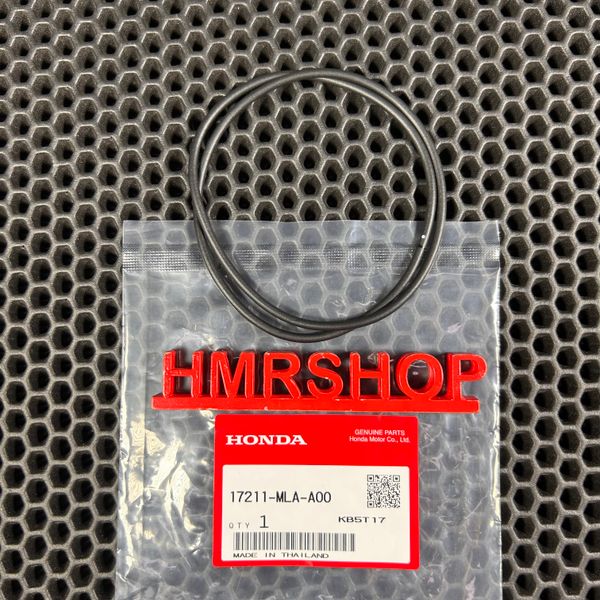 HMRSHOP
HONDA
GENUINE PARTS
Honda Motor Co., Ltd.
17211-MLA-A00
QTY 1
KB5T17
MADE IN THAILAND